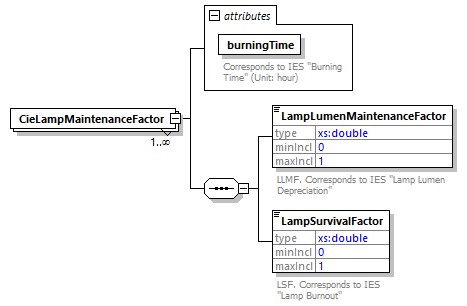 attributes
burningTime
Corresponds to IES "Burning
Time" (Unit: hour)
CieLampMaintenanceFactor
1..∞
LampLumenMaintenanceFactor
type xs:double
minIncl 0
maxIncl 1
LLMF. Corresponds to IES "Lamp Lumen
Depreciation"
LampSurvivalFactor
type xs:double
minIncl 0
maxIncl 1
LSF. Corresponds to IES
"Lamp Burnout"